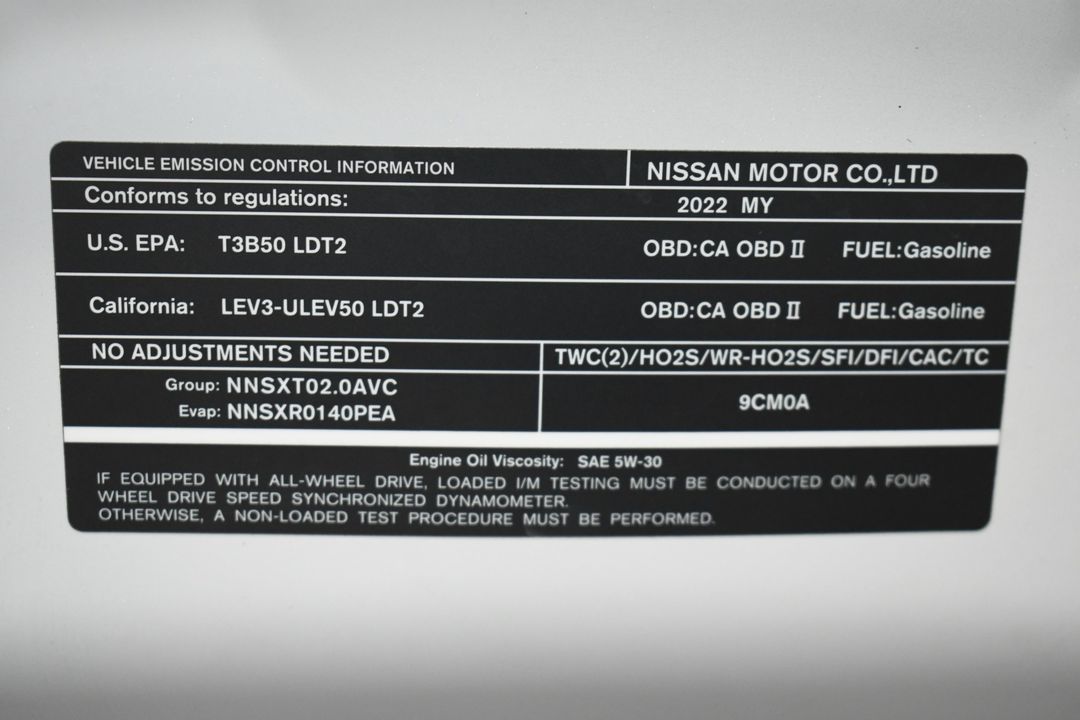 VEHICLE EMISSION CONTROL INFORMATION NISSAN MOTOR CO.,LTD
Conforms to regulations: 2022 MY
U.S. EPA: T3B50 LDT2 OBD:CA OBD II FUEL:Gasoline
California: LEV3-ULEV50 LDT2 OBD:CA OBD II FUEL:Gasoline
NO ADJUSTMENTS NEEDED TWC(2)/HO2S/WR-HO2S/SFI/DFI/CAC/TC
Group: NNSXT02.0AVC
Evap: NNSXR0140PEA
9CM0A
Engine Oil Viscosity: SAE 5W-30
IF EQUIPPED WITH ALL-WHEEL DRIVE, LOADED I/M TESTING MUST BE CONDUCTED ON A FOUR
WHEEL DRIVE SPEED SYNCHRONIZED DYNAMOMETER.
OTHERWISE, A NON-LOADED TEST PROCEDURE MUST BE PERFORMED.